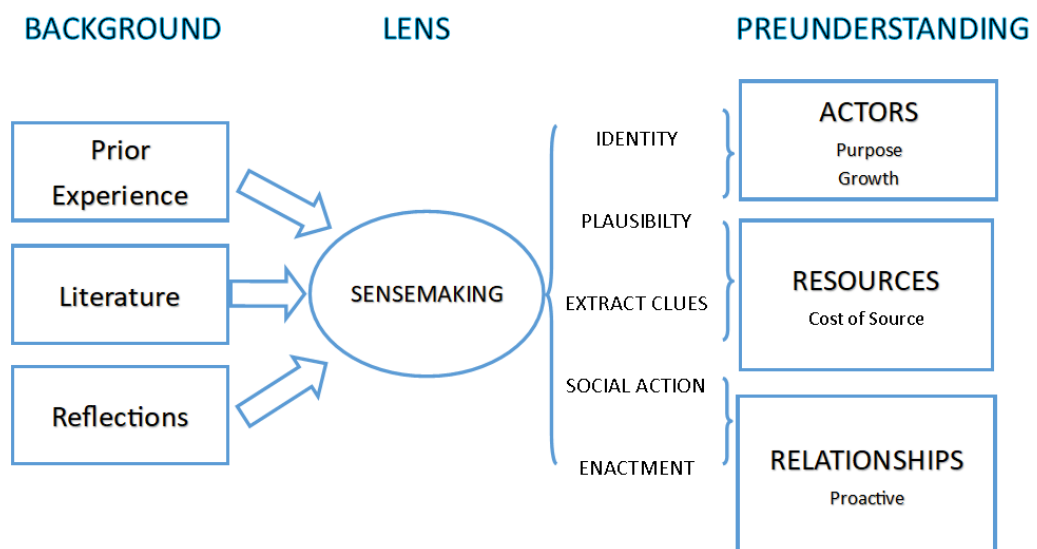 BACKGROUND
LENS
PREUNDERSTANDING
Prior
Experience
Literature
Reflections
SENSEMAKING
IDENTITY
PLAUSIBILTY
EXTRACT CLUES
SOCIAL ACTION
ENACTMENT
ACTORS
Purpose
Growth
RESOURCES
Cost of Source
RELATIONSHIPS
Proactive